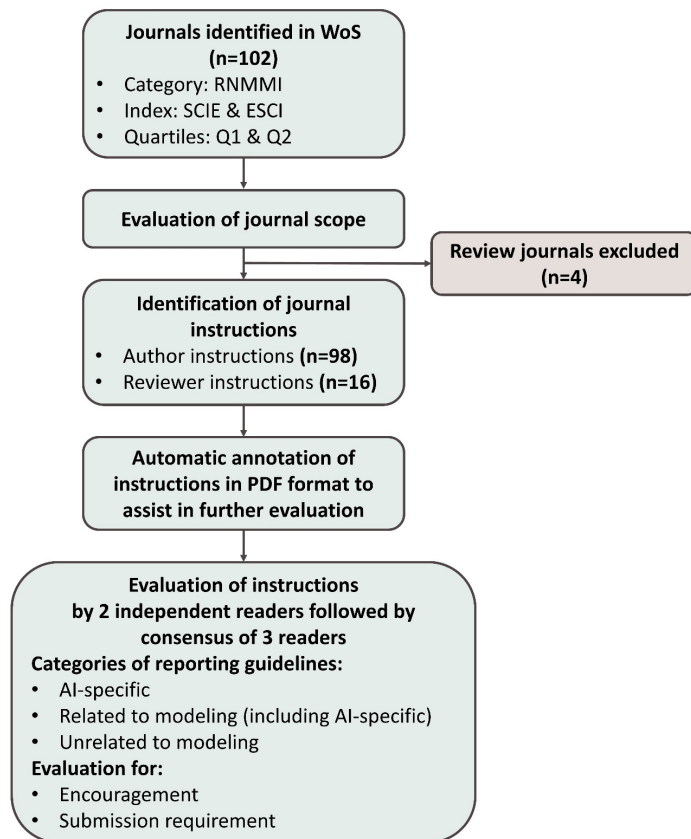 Journals identified in WoS
(n=102)
• Category: RNMMI
• Index: SCIE & ESCI
• Quartiles: Q1 & Q2
Evaluation of journal scope
Review journals excluded
(n=4)
Identification of journal
instructions
• Author instructions (n=98)
• Reviewer instructions (n=16)
Automatic annotation of
instructions in PDF format to
assist in further evaluation
Evaluation of instructions
by 2 independent readers followed by
consensus of 3 readers
Categories of reporting guidelines:
• AI-specific
• Related to modeling (including AI-specific)
• Unrelated to modeling
Evaluation for:
• Encouragement
• Submission requirement